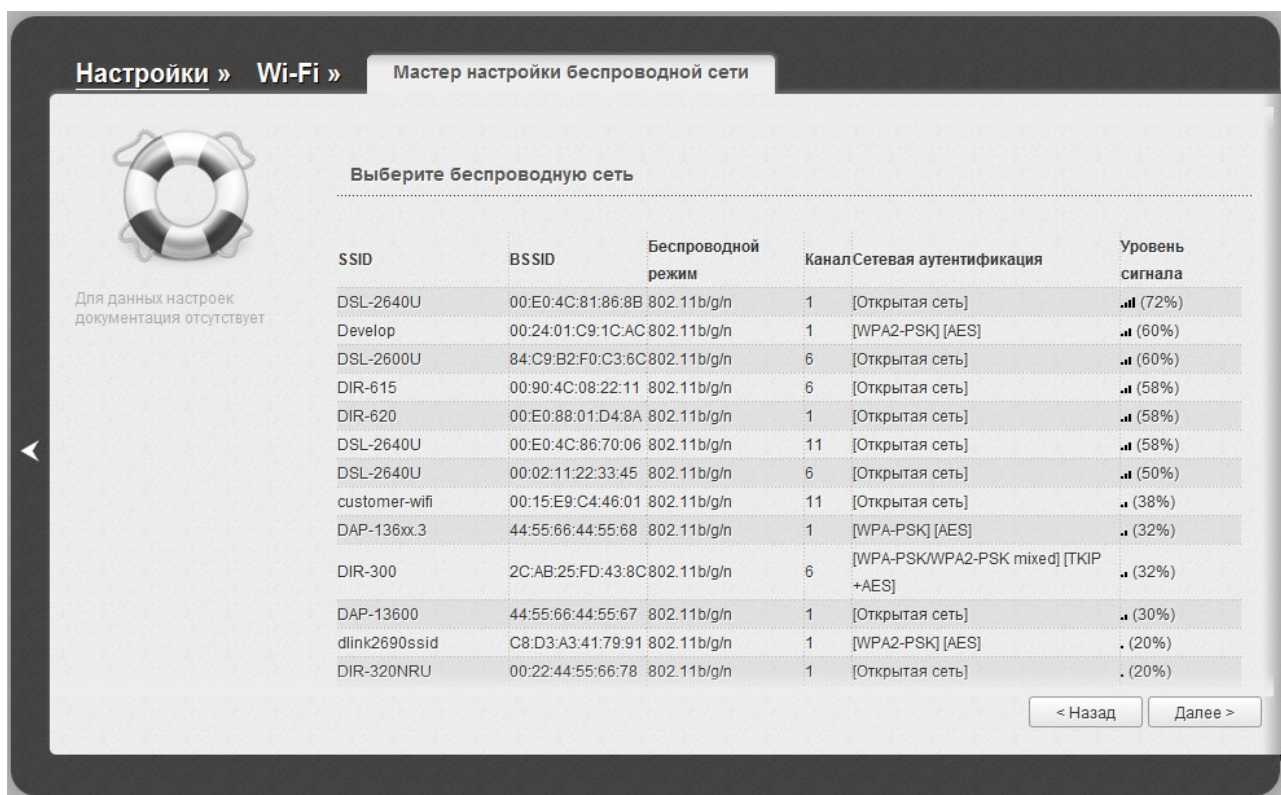 Настройки » Wi-Fi » Мастер настройки беспроводной сети
Выберите беспроводную сеть
Для данных настроек
документация отсутствует
SSID BSSID Беспроводной режим Канал Сетевая аутентификация Уровень сигнала
DSL-2640U 00:E0:4C:81:86:8B 802.11b/g/n 1 [Открытая сеть] (72%)
Develop 00:24:01:C9:1C:AC 802.11b/g/n 1 [WPA2-PSK] [AES] (60%)
DSL-2600U 84:C9:B2:F0:C3:6C 802.11b/g/n 6 [Открытая сеть] (60%)
DIR-615 00:90:4C:08:22:11 802.11b/g/n 6 [Открытая сеть] (58%)
DIR-620 00:E0:88:01:D4:8A 802.11b/g/n 1 [Открытая сеть] (58%)
DSL-2640U 00:E0:4C:86:70:06 802.11b/g/n 11 [Открытая сеть] (58%)
DSL-2640U 00:02:11:22:33:45 802.11b/g/n 6 [Открытая сеть] (50%)
customer-wifi 00:15:E9:C4:46:01 802.11b/g/n 11 [Открытая сеть] (38%)
DAP-136xx.3 44:55:66:44:55:68 802.11b/g/n 1 [WPA-PSK] [AES] (32%)
DIR-300 2C:AB:25:FD:43:8C 802.11b/g/n 6 [WPA-PSK/WPA2-PSK mixed] [TKIP +AES] (32%)
DAP-13600 44:55:66:44:55:67 802.11b/g/n 1 [Открытая сеть] (30%)
dlink2690ssid C8:D3:A3:41:79:91 802.11b/g/n 1 [WPA2-PSK] [AES] (20%)
DIR-320NRU 00:22:44:55:66:78 802.11b/g/n 1 [Открытая сеть] (20%)
< Назад Далее >